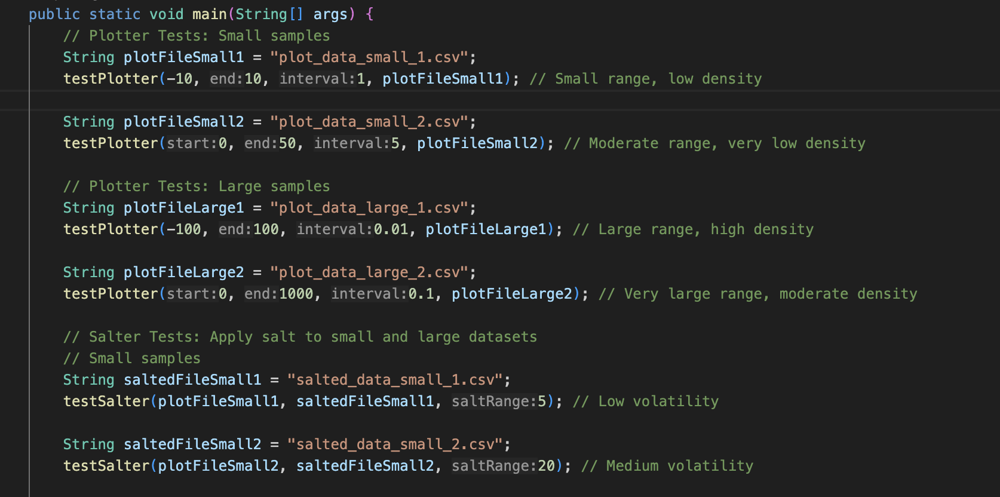 public static void main(String[] args) {
// Plotter Tests: Small samples
String plotFileSmall1 = "plot_data_small_1.csv";
testPlotter(-10, end:10, interval:1, plotFileSmall1); // Small range, low density
String plotFileSmall2 = "plot_data_small_2.csv";
testPlotter(start:0, end:50, interval:5, plotFileSmall2); // Moderate range, very low density
// Plotter Tests: Large samples
String plotFileLarge1 = "plot_data_large_1.csv";
testPlotter(-100, end:100, interval:0.01, plotFileLarge1); // Large range, high density
String plotFileLarge2 = "plot_data_large_2.csv";
testPlotter(start:0, end:1000, interval:0.1, plotFileLarge2); // Very large range, moderate density
// Salter Tests: Apply salt to small and large datasets
// Small samples
String saltedFileSmall1 = "salted_data_small_1.csv";
testSalter(plotFileSmall1, saltedFileSmall1, saltRange:5); // Low volatility
String saltedFileSmall2 = "salted_data_small_2.csv";
testSalter(plotFileSmall2, saltedFileSmall2, saltRange:20); // Medium volatility